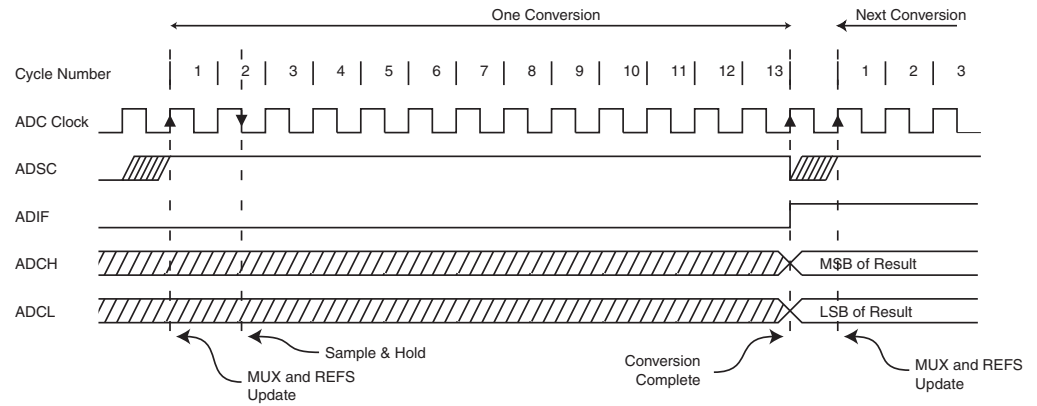 One Conversion
Next Conversion
Cycle Number 1 2 3 4 5 6 7 8 9 10 11 12 13 1 2 3
ADC Clock
ADSC
ADIF
ADCH
MSB of Result
ADCL
LSB of Result
Sample & Hold
MUX and REFS
Update
Conversion
Complete
MUX and REFS
Update